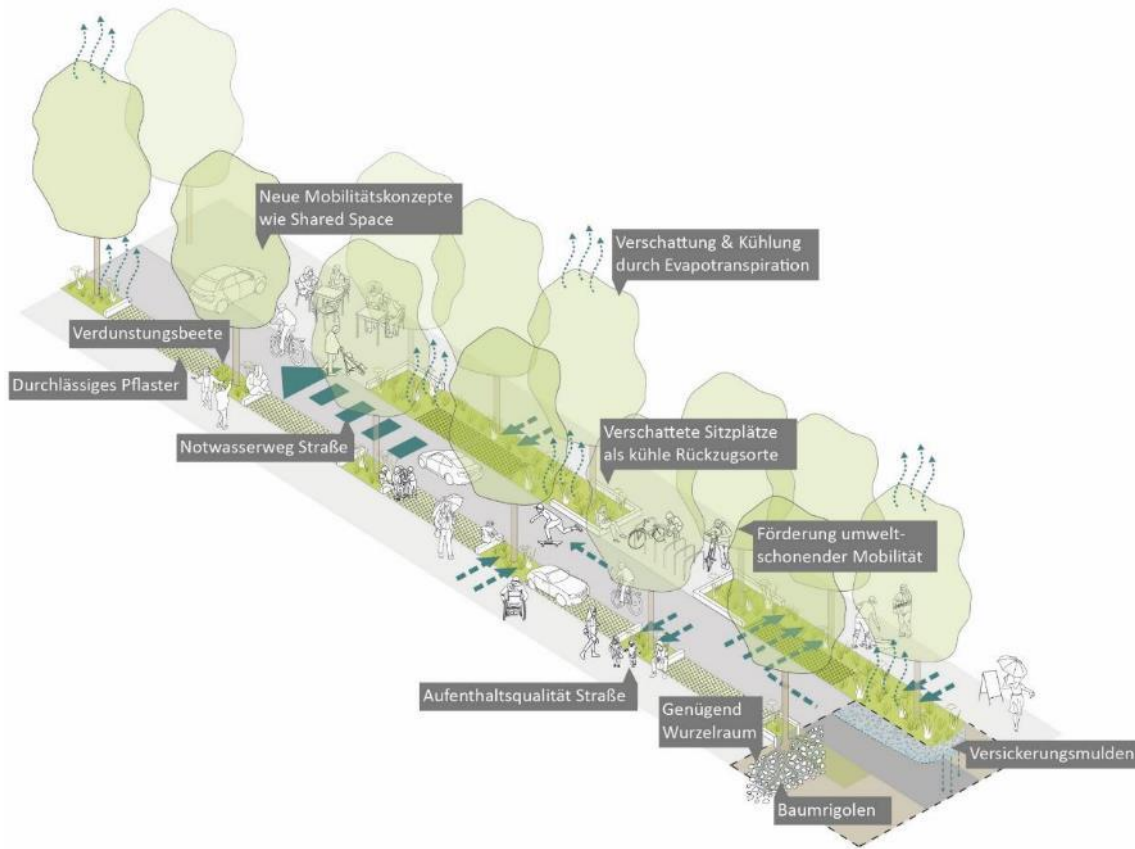 Neue Mobilitätskonzepte
wie Shared Space
Verschattung & Kühlung
durch Evapotranspiration
Verdunstungsbeete
Durchlässiges Pflaster
Notwasserweg Straße
Verschattete Sitzplätze
als kühle Rückzugsorte
Förderung umwelt-
schonender Mobilität
Aufenthaltsqualität Straße
Genügend
Wurzelraum
Versickerungsmulden
Baumrigolen